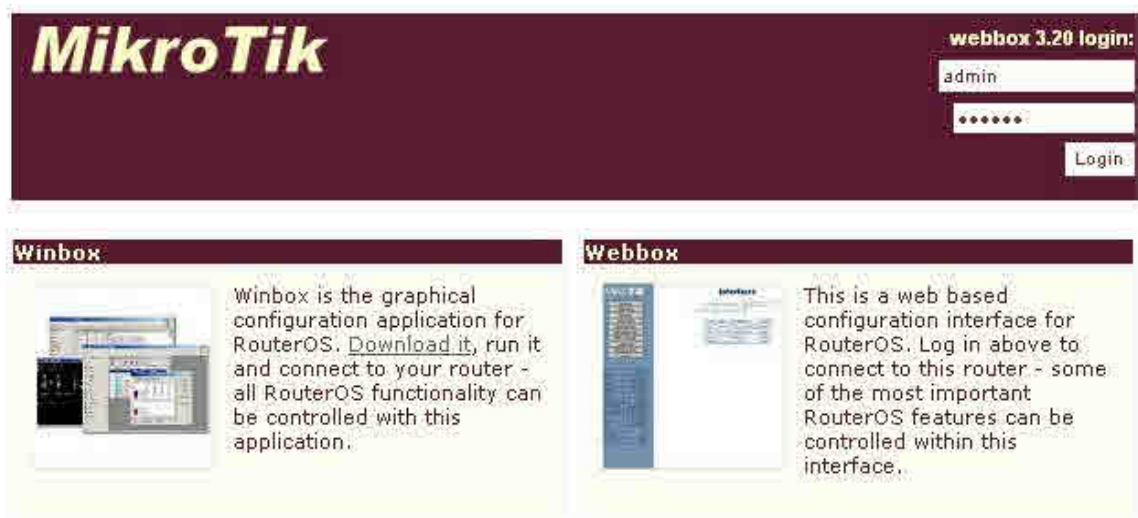 MikroTik
webbox 3.20 login:
admin
••••••
Login
Winbox
Winbox is the graphical
configuration application for
RouterOS. Download it, run it
and connect to your router -
all RouterOS functionality can
be controlled with this
application.
Webbox
This is a web based
configuration interface for
RouterOS. Log in above to
connect to this router - some
of the most important
RouterOS features can be
controlled within this
interface.